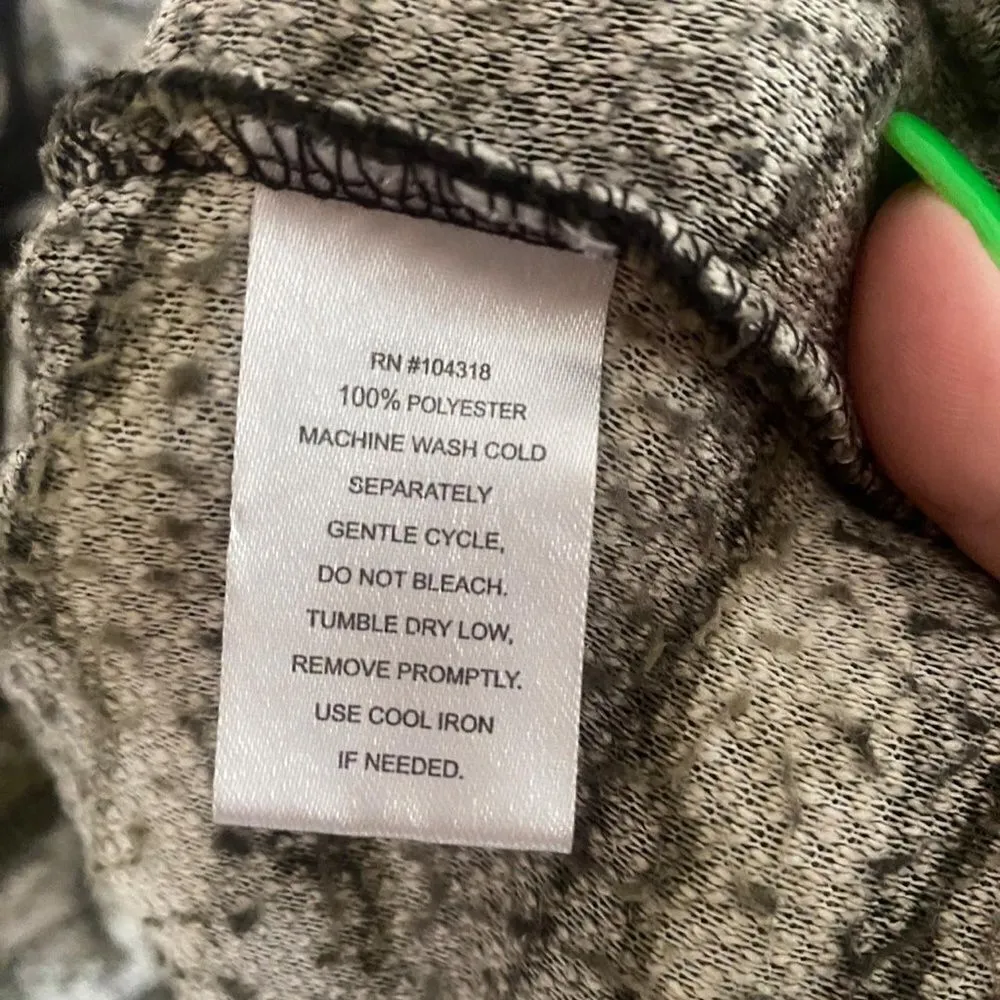 RN #104318
100% POLYESTER
MACHINE WASH COLD
SEPARATELY
GENTLE CYCLE,
DO NOT BLEACH.
TUMBLE DRY LOW,
REMOVE PROMPTLY.
USE COOL IRON
IF NEEDED.